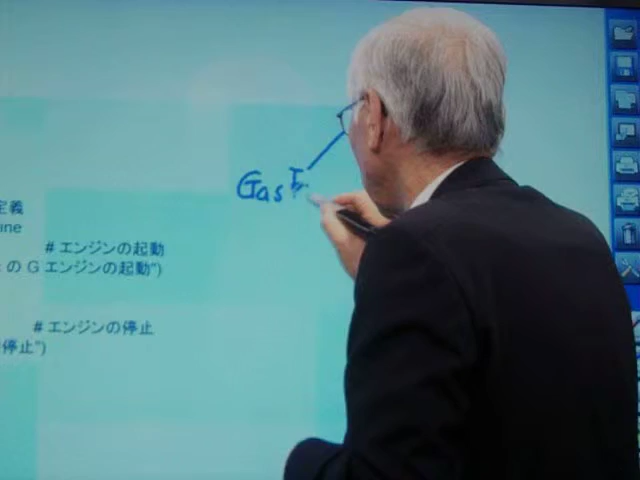 Gas
定義
ine
# エンジンの起動
の G エンジンの起動")
# エンジンの停止
停止")